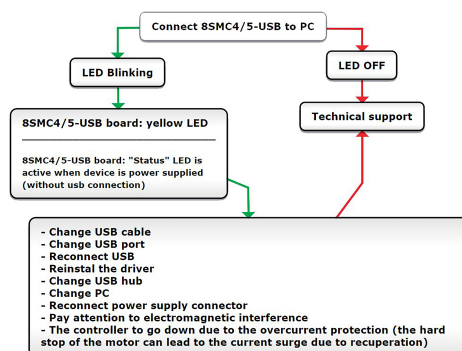 Connect 8SMC4/5-USB to PC
LED Blinking
LED OFF
8SMC4/5-USB board: yellow LED
8SMC4/5-USB board: "Status" LED is
active when device is power supplied
(without usb connection)
Technical support
- Change USB cable
- Change USB port
- Reconnect USB
- Reinstal the driver
- Change USB hub
- Change PC
- Reconnect power supply connector
- Pay attention to electromagnetic interference
- The controller to go down due to the overcurrent protection (the hard
stop of the motor can lead to the current surge due to recuperation)